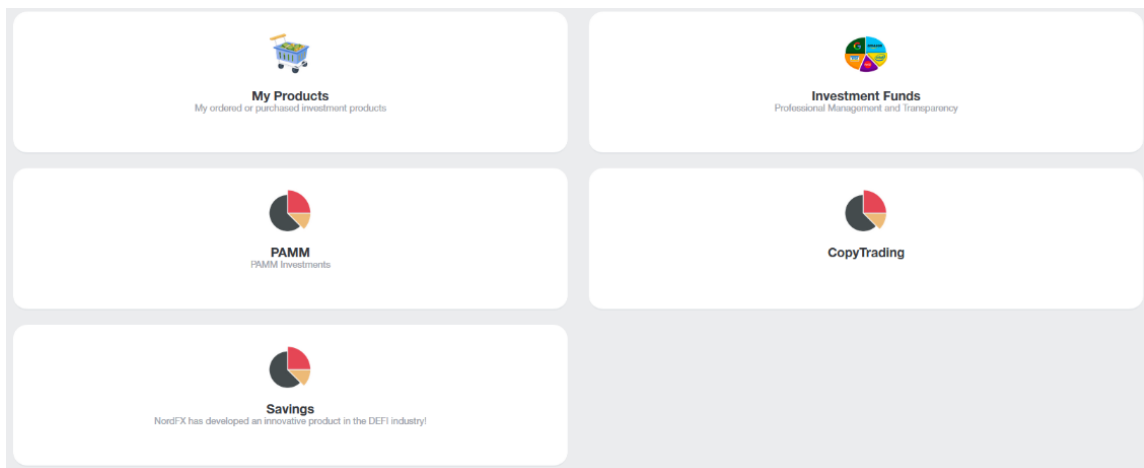 My Products
My ordered or purchased investment products
Investment Funds
Professional Management and Transparency
PAMM
PAMM Investments
CopyTrading
Savings
NordFX has developed an innovative product in the DEFI industry!